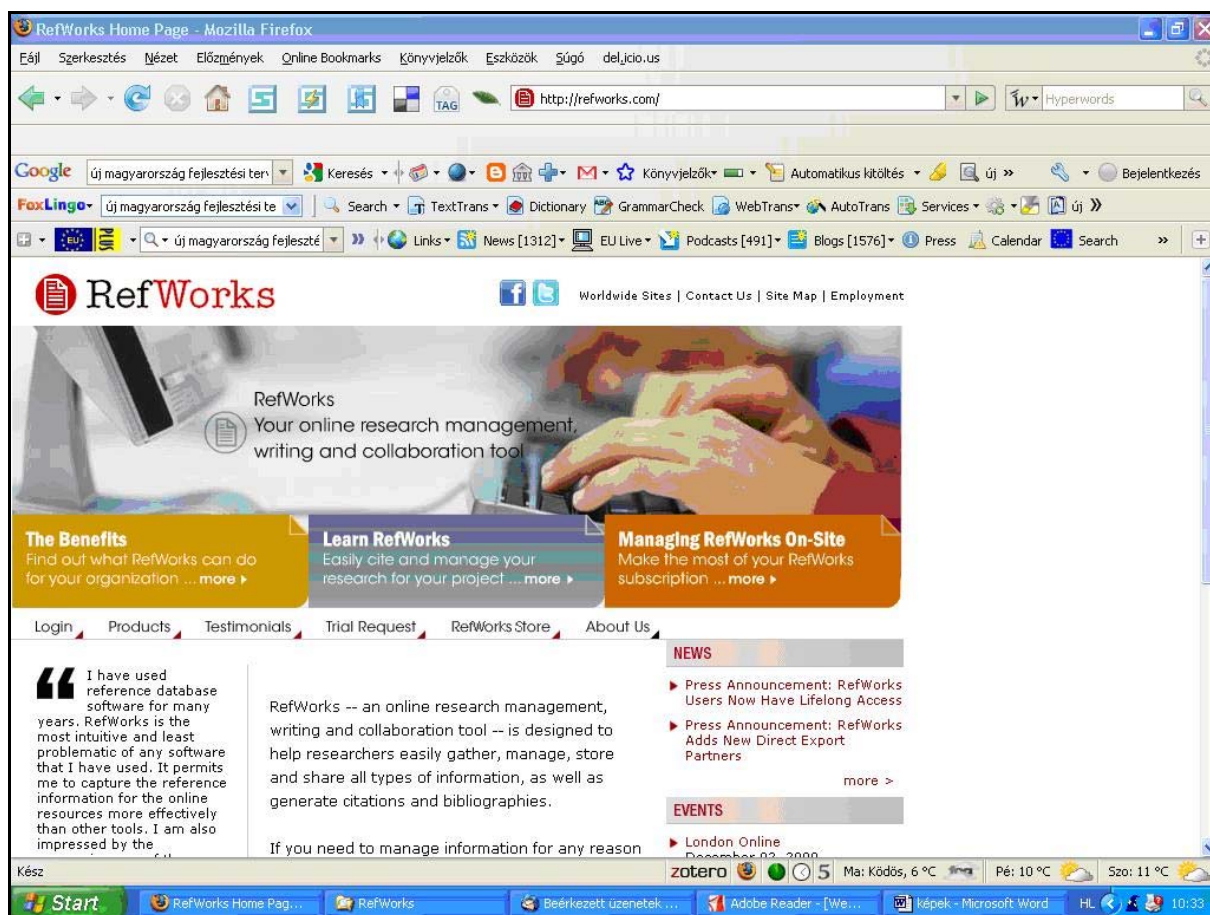 RefWorks Home Page - Mozilla Firefox
Fájl Szerkesztés Nézet Előzmények Online Bookmarks Könyvjelzők Eszközök Súgó del.icio.us
TAG http://refworks.com/ Hyperwords
Google új magyarország fejlesztési terv Keresés Könyvjelzők Automatikus kitöltés új » Bejelentkezés
FoxLingo új magyarország fejlesztési te Search TextTrans Dictionary GrammarCheck WebTrans AutoTrans Services új »
EU új magyarország fejleszté » Links News [1312] EU Live Podcasts [491] Blogs [1576] Press Calendar Search »
RefWorks
Worldwide Sites | Contact Us | Site Map | Employment
RefWorks
Your online research management,
writing and collaboration tool
The Benefits
Find out what RefWorks can do
for your organization ... more
Learn RefWorks
Easily cite and manage your
research for your project ... more
Managing RefWorks On-Site
Make the most of your RefWorks
subscription ... more
Login Products Testimonials Trial Request RefWorks Store About Us
I have used
reference database
software for many
years. RefWorks is the
most intuitive and least
problematic of any software
that I have used. It permits
me to capture the reference
information for the online
resources more effectively
than other tools. I am also
impressed by the
RefWorks -- an online research management,
writing and collaboration tool -- is designed to
help researchers easily gather, manage, store
and share all types of information, as well as
generate citations and bibliographies.
If you need to manage information for any reason
NEWS
Press Announcement: RefWorks
Users Now Have Lifelong Access
Press Announcement: RefWorks
Adds New Direct Export
Partners
more >
EVENTS
London Online
Kész zotero 5 Ma: Ködös, 6 °C Pé: 10 °C Szo: 11 °C
Start RefWorks Home Pag... RefWorks Beérkezett üzenetek ... Adobe Reader - [We... képek - Microsoft Word HL 10:33